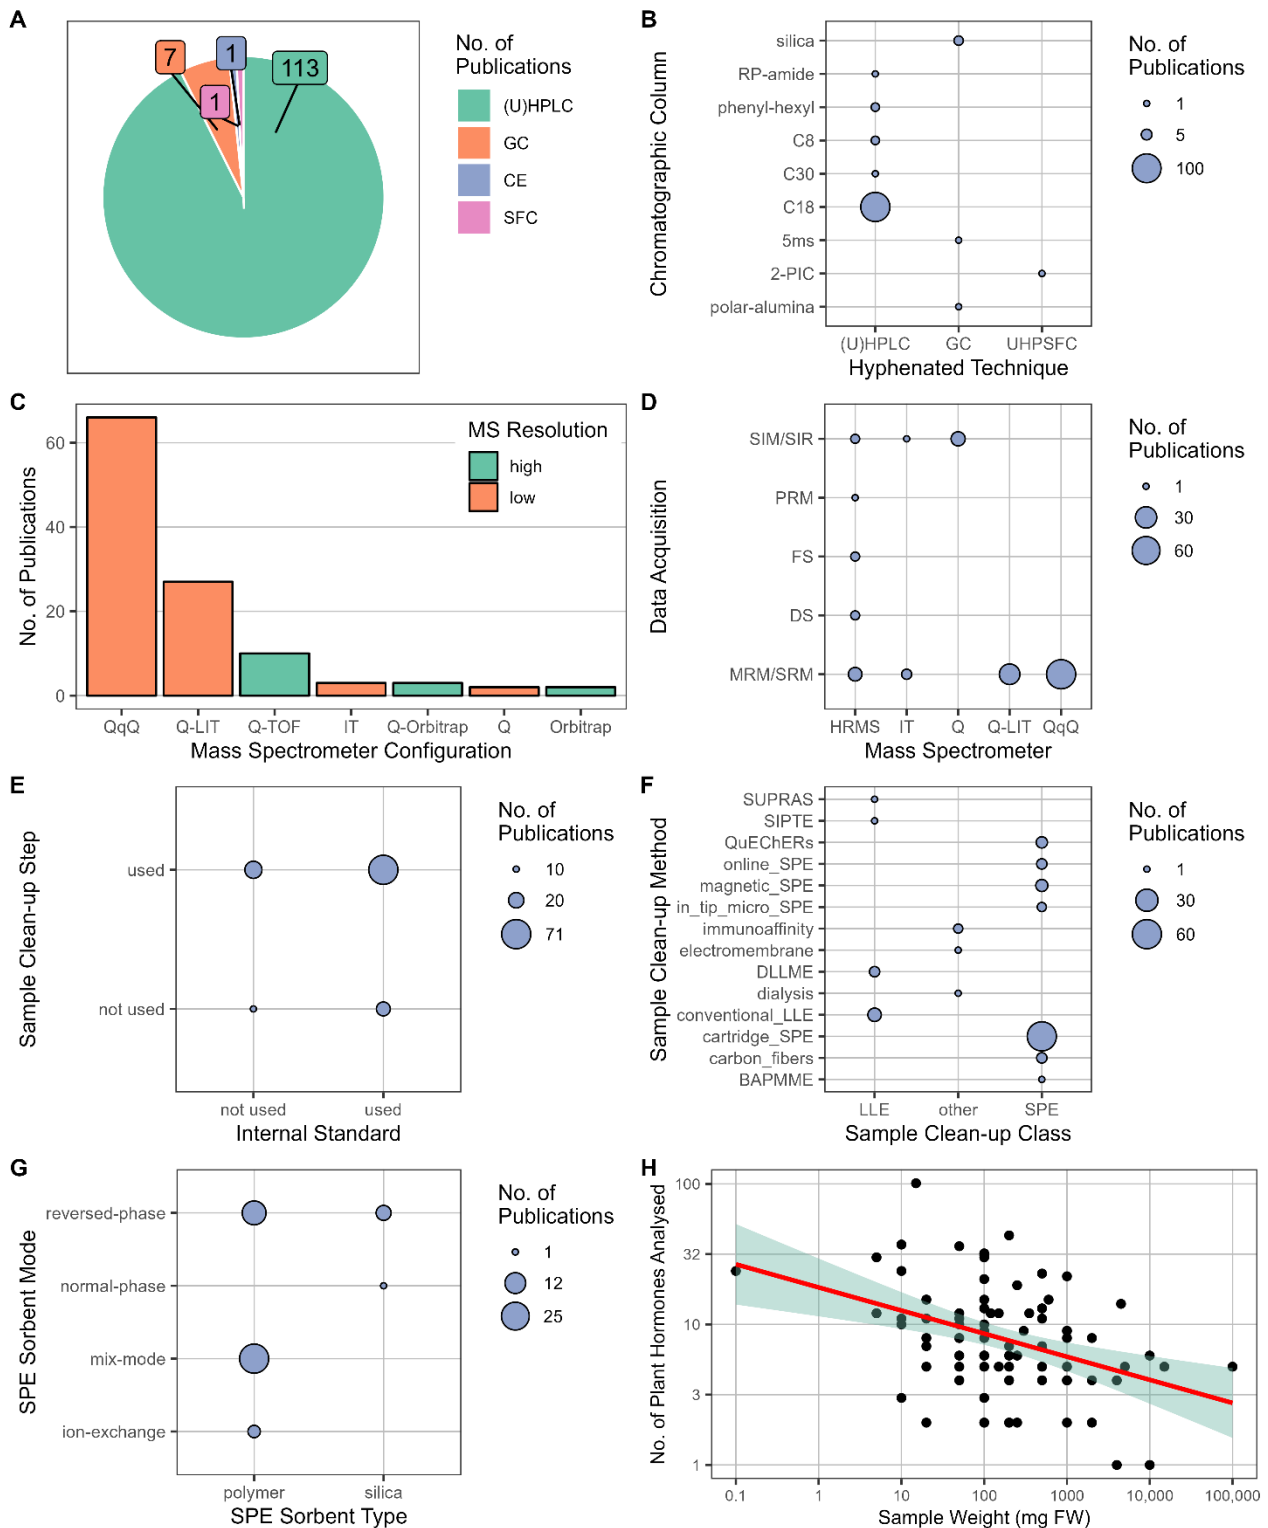 A
7
1
113
1
No. of
Publications
(U)HPLC
GC
CE
SFC
B
Chromatographic Column
silica
RP-amide
phenyl-hexyl
C8
C30
C18
5ms
2-PIC
polar-alumina
(U)HPLC GC UHPSFC
Hyphenated Technique
No. of
Publications
1
5
100
C
No. of Publications
60
40
20
0
QqQ Q-LIT Q-TOF IT Q-Orbitrap Q Orbitrap
Mass Spectrometer Configuration
MS Resolution
high
low
D
Data Acquisition
SIM/SIR
PRM
FS
DS
MRM/SRM
HRMS IT Q Q-LIT QqQ
Mass Spectrometer
No. of
Publications
1
30
60
E
Sample Clean-up Step
used
not used
not used used
Internal Standard
No. of
Publications
10
20
71
F
Sample Clean-up Method
SUPRAS
SIPTE
QuEChERs
online_SPE
magnetic_SPE
in_tip_micro_SPE
immunoaffinity
electromembrane
DLLME
dialysis
conventional_LLE
cartridge_SPE
carbon_fibers
BAPMME
LLE other SPE
Sample Clean-up Class
No. of
Publications
1
30
60
G
SPE Sorbent Mode
reversed-phase
normal-phase
mix-mode
ion-exchange
polymer silica
SPE Sorbent Type
No. of
Publications
1
12
25
H
No. of Plant Hormones Analysed
100
32
10
3
1
0.1 1 10 100 1000 10,000 100,000
Sample Weight (mg FW)